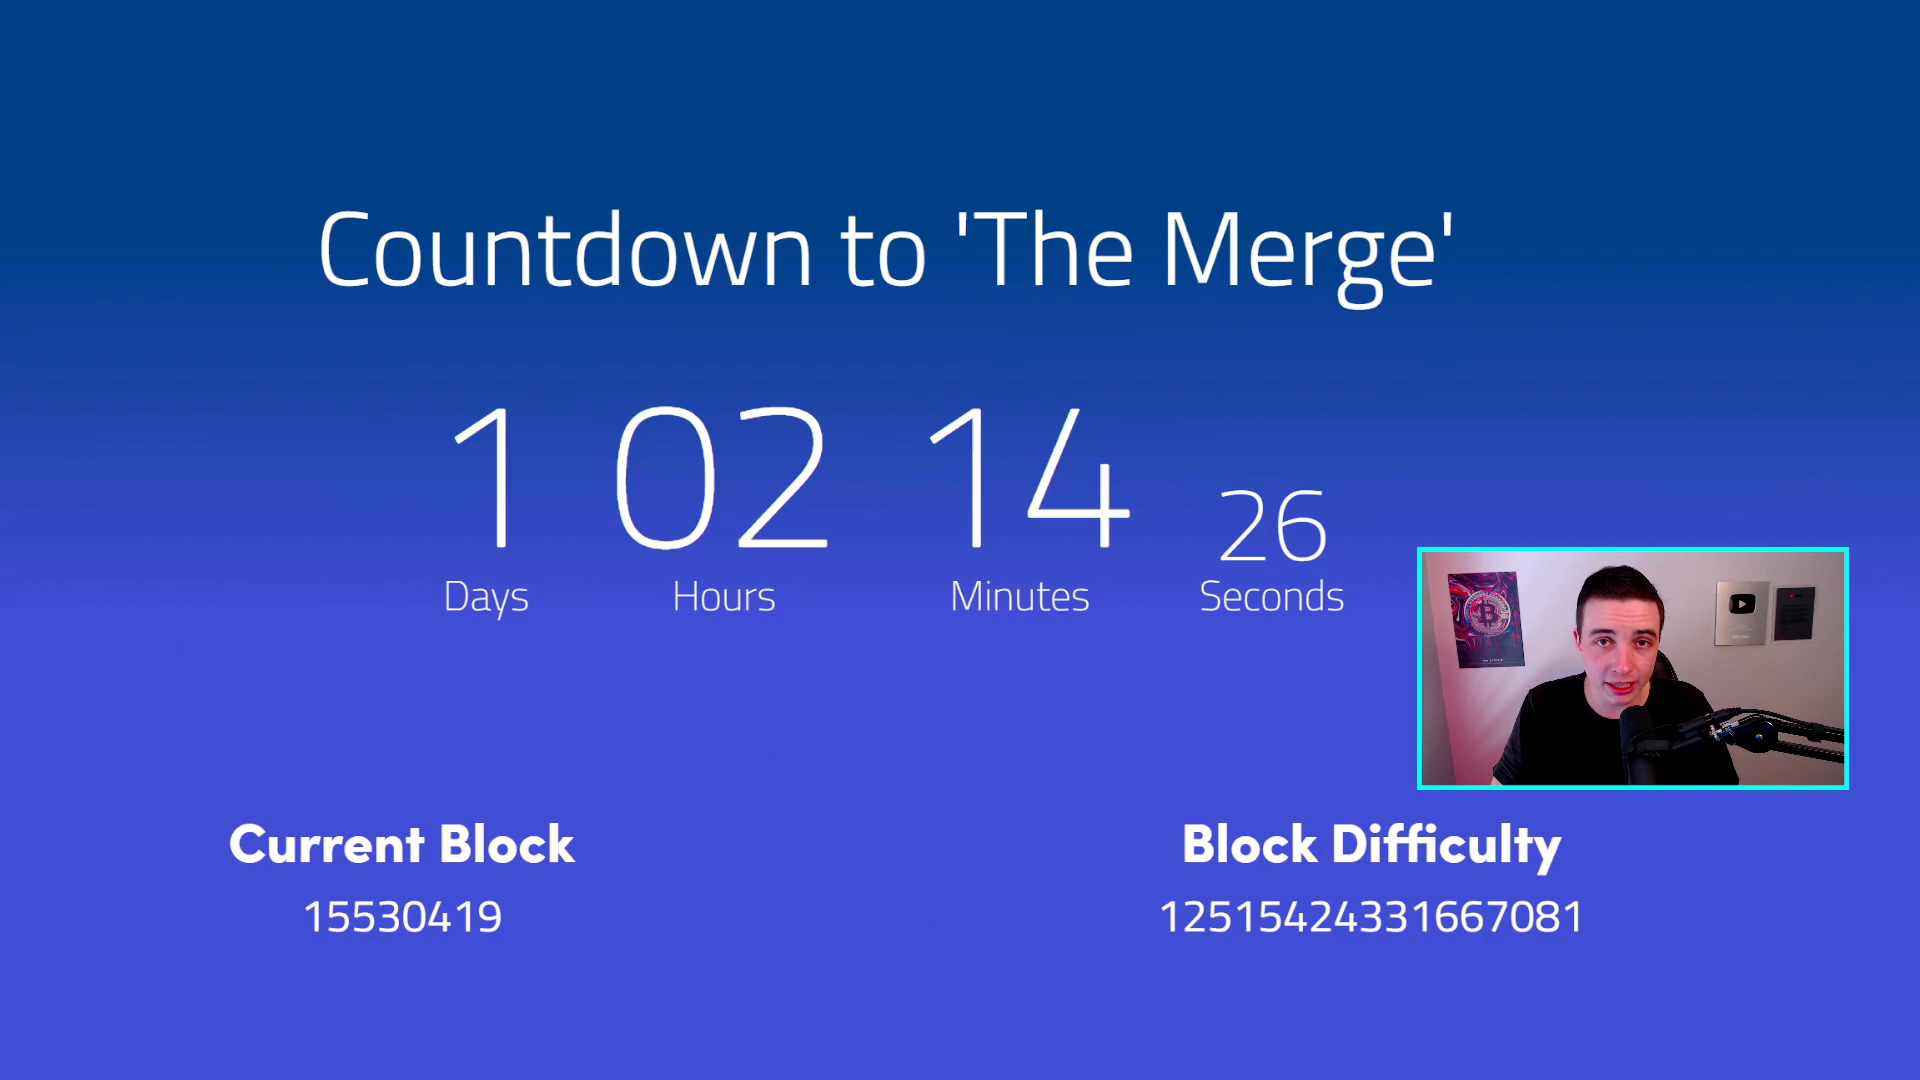 Countdown to 'The Merge'
1 02 14 26
Days Hours Minutes Seconds
Current Block
15530419
Block Difficulty
12515424331667081